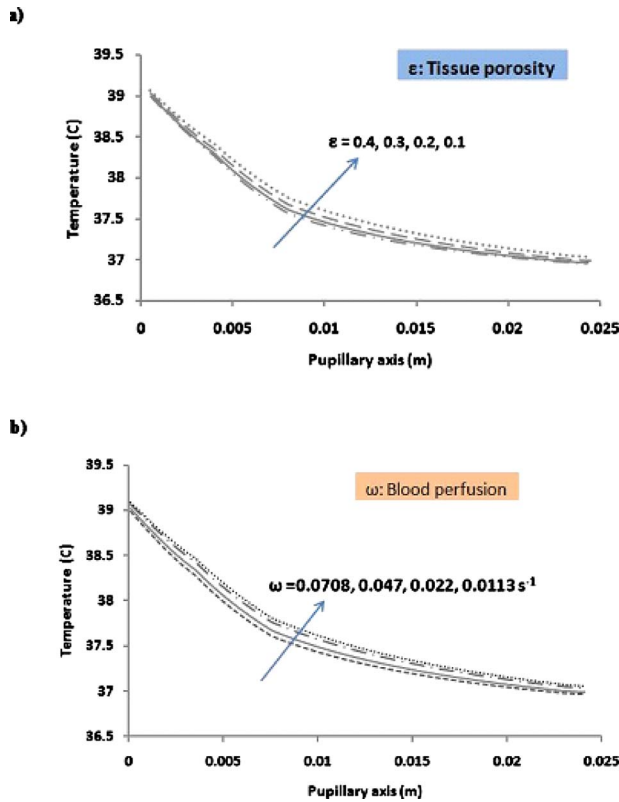 a)
ε: Tissue porosity
39.5
39
38.5
38
37.5
37
36.5
Temperature (C)
ε = 0.4, 0.3, 0.2, 0.1
0 0.005 0.01 0.015 0.02 0.025
Pupillary axis (m)
b)
ω: Blood perfusion
39.5
39
38.5
38
37.5
37
36.5
Temperature (C)
ω =0.0708, 0.047, 0.022, 0.0113 s⁻¹
0 0.005 0.01 0.015 0.02 0.025
Pupillary axis (m)